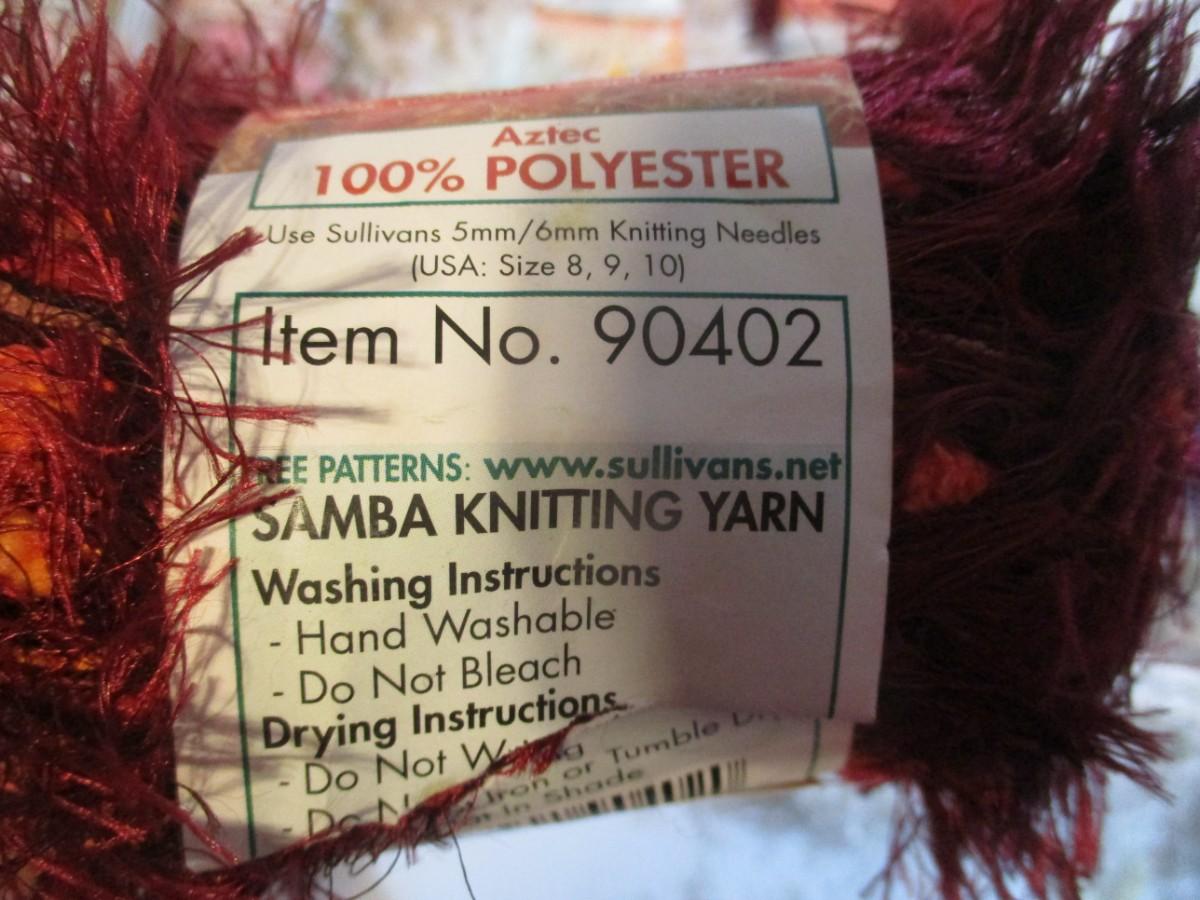 Aztec
100% POLYESTER
Use Sullivans 5mm/6mm Knitting Needles
(USA: Size 8, 9, 10)
Item No. 90402
FREE PATTERNS: www.sullivans.net
SAMBA KNITTING YARN
Washing Instructions
- Hand Washable
- Do Not Bleach
Drying Instructions
- Do Not
- Do Iron or Tumble
in Shade